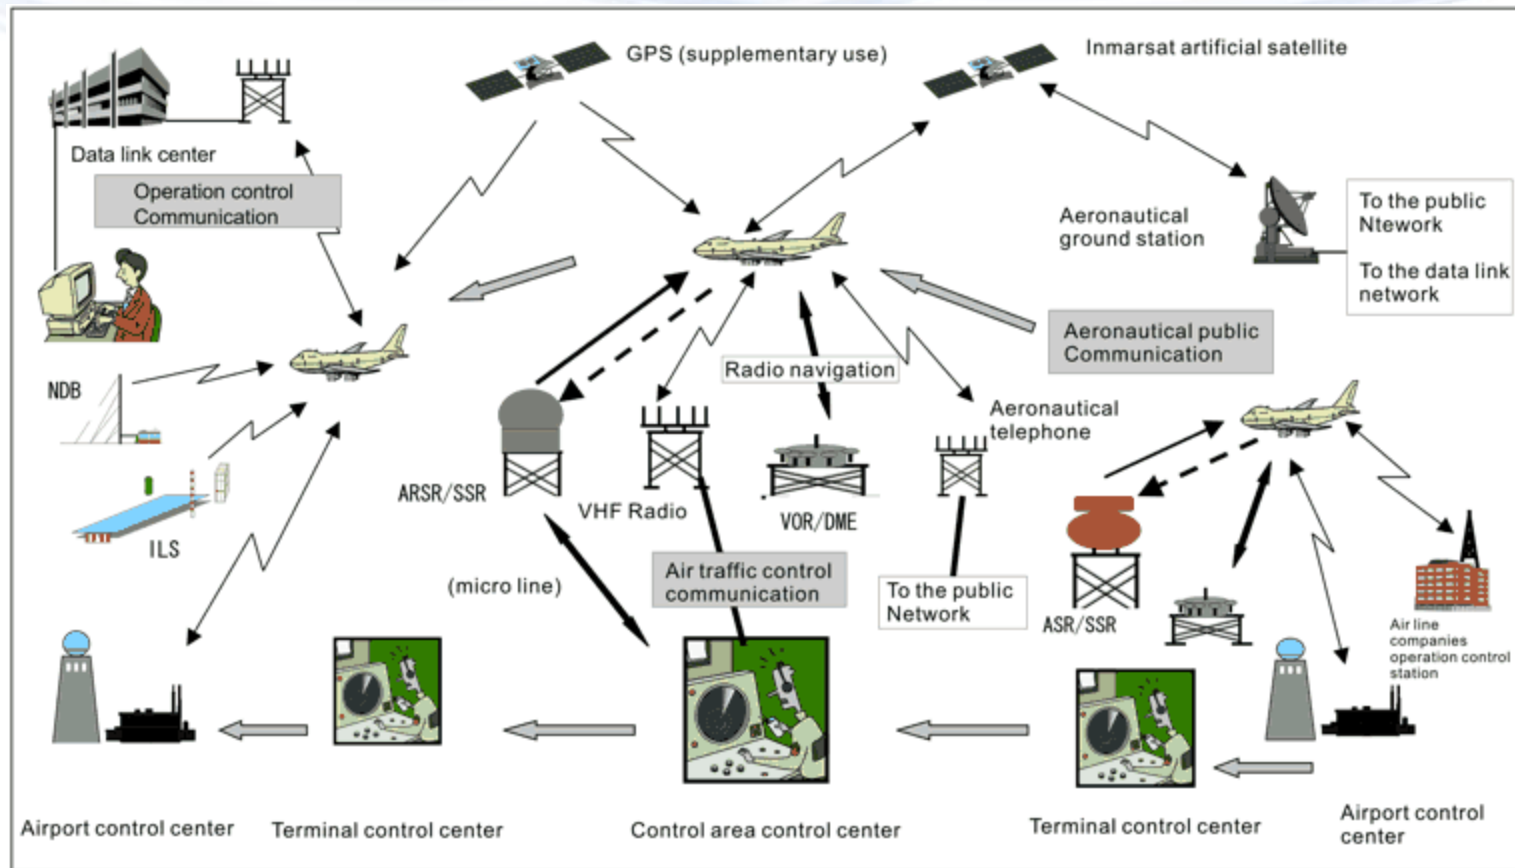 GPS (supplementary use)
Inmarsat artificial satellite
Data link center
Operation control
Communication
Aeronautical
ground station
To the public
Ntework
To the data link
network
Aeronautical public
Communication
NDB
Radio navigation
Aeronautical
telephone
ARSR/SSR
VHF Radio
VOR/DME
ILS
(micro line)
Air traffic control
communication
To the public
Network
ASR/SSR
Air line
companies
operation control
station
Airport control center
Terminal control center
Control area control center
Terminal control center
Airport control
center